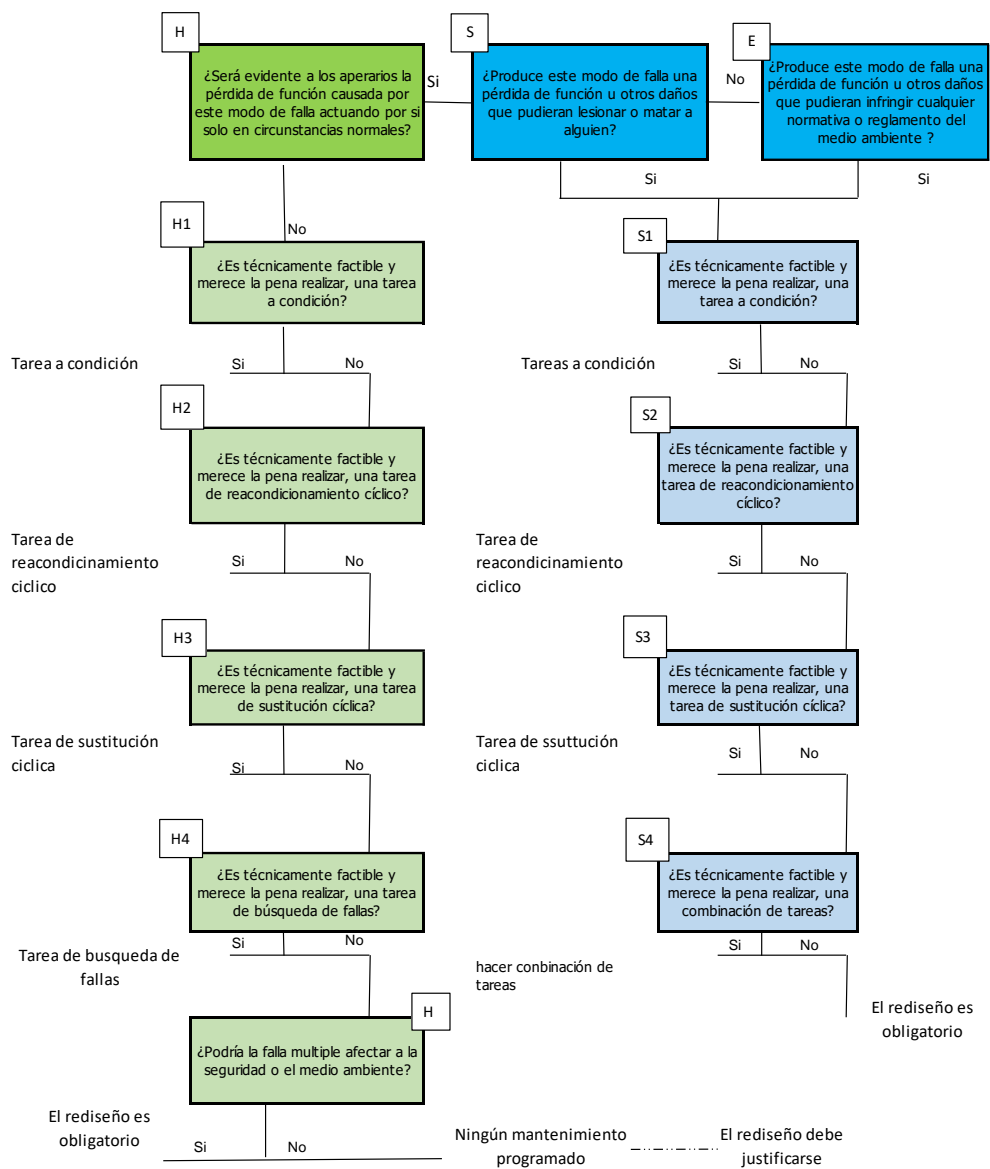 H
¿Será evidente a los aperarios la
pérdida de función causada por
este modo de falla actuando por si
solo en circunstancias normales?
Si
S
¿Produce este modo de falla una
pérdida de función u otros daños
que pudieran lesionar o matar a
alguien?
No
E
¿Produce este modo de falla una
pérdida de función u otros daños
que pudieran infringir cualquier
normativa o reglamento del
medio ambiente ?
Si
Si
No
H1
¿Es técnicamente factible y
merece la pena realizar, una tarea
a condición?
Tarea a condición
Si
No
H2
¿Es técnicamente factible y
merece la pena realizar, una tarea
de reacondicionamiento cíclico?
Tarea de
reacondicinamiento
ciclico
Si
No
H3
¿Es técnicamente factible y
merece la pena realizar, una tarea
de sustitución cíclica?
Tarea de sustitución
ciclica
Si
No
H4
¿Es técnicamente factible y
merece la pena realizar, una tarea
de búsqueda de fallas?
Tarea de busqueda de
fallas
Si
No
H
¿Podría la falla multiple afectar a la
seguridad o el medio ambiente?
El rediseño es
obligatorio
Si
No
Ningún mantenimiento
programado
El rediseño debe
justificarse
S1
¿Es técnicamente factible y
merece la pena realizar, una
tarea a condición?
Tareas a condición
Si
No
S2
¿Es técnicamente factible y
merece la pena realizar, una
tarea de reacondicionamiento
cíclico?
Tarea de
reacondicinamiento
ciclico
Si
No
S3
¿Es técnicamente factible y
merece la pena realizar, una
tarea de sustitución cíclica?
Tarea de ssuttución
ciclica
Si
No
S4
¿Es técnicamente factible y
merece la pena realizar, una
combinación de tareas?
hacer conbinación de
tareas
Si
No
El rediseño es
obligatorio